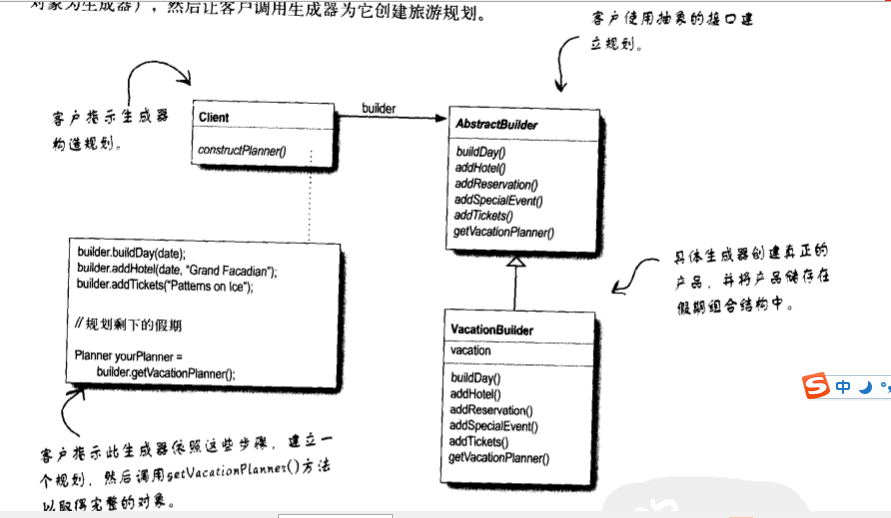 对象为生成器），然后让客户调用生成器为它创建旅游规划。
客户使用抽象的接口建
立规划。
客户指示生成器
构造规划。
Client
constructPlanner()
builder
AbstractBuilder
buildDay()
addHotel()
addReservation()
addSpecialEvent()
addTickets()
getVacationPlanner()
builder.buildDay(date);
builder.addHotel(date, "Grand Facadian");
builder.addTickets("Patterns on Ice");
// 规划剩下的假期
Planner yourPlanner =
builder.getVacationPlanner();
具体生成器创建真正的
产品，并将产品储存在
假期组合结构中。
VacationBuilder
vacation
buildDay()
addHotel()
addReservation()
addSpecialEvent()
addTickets()
getVacationPlanner()
客户指示此生成器依照这些步骤，建立一
个规划，然后调用getVacationPlanner()方法
以取得完整的对象。
S 中